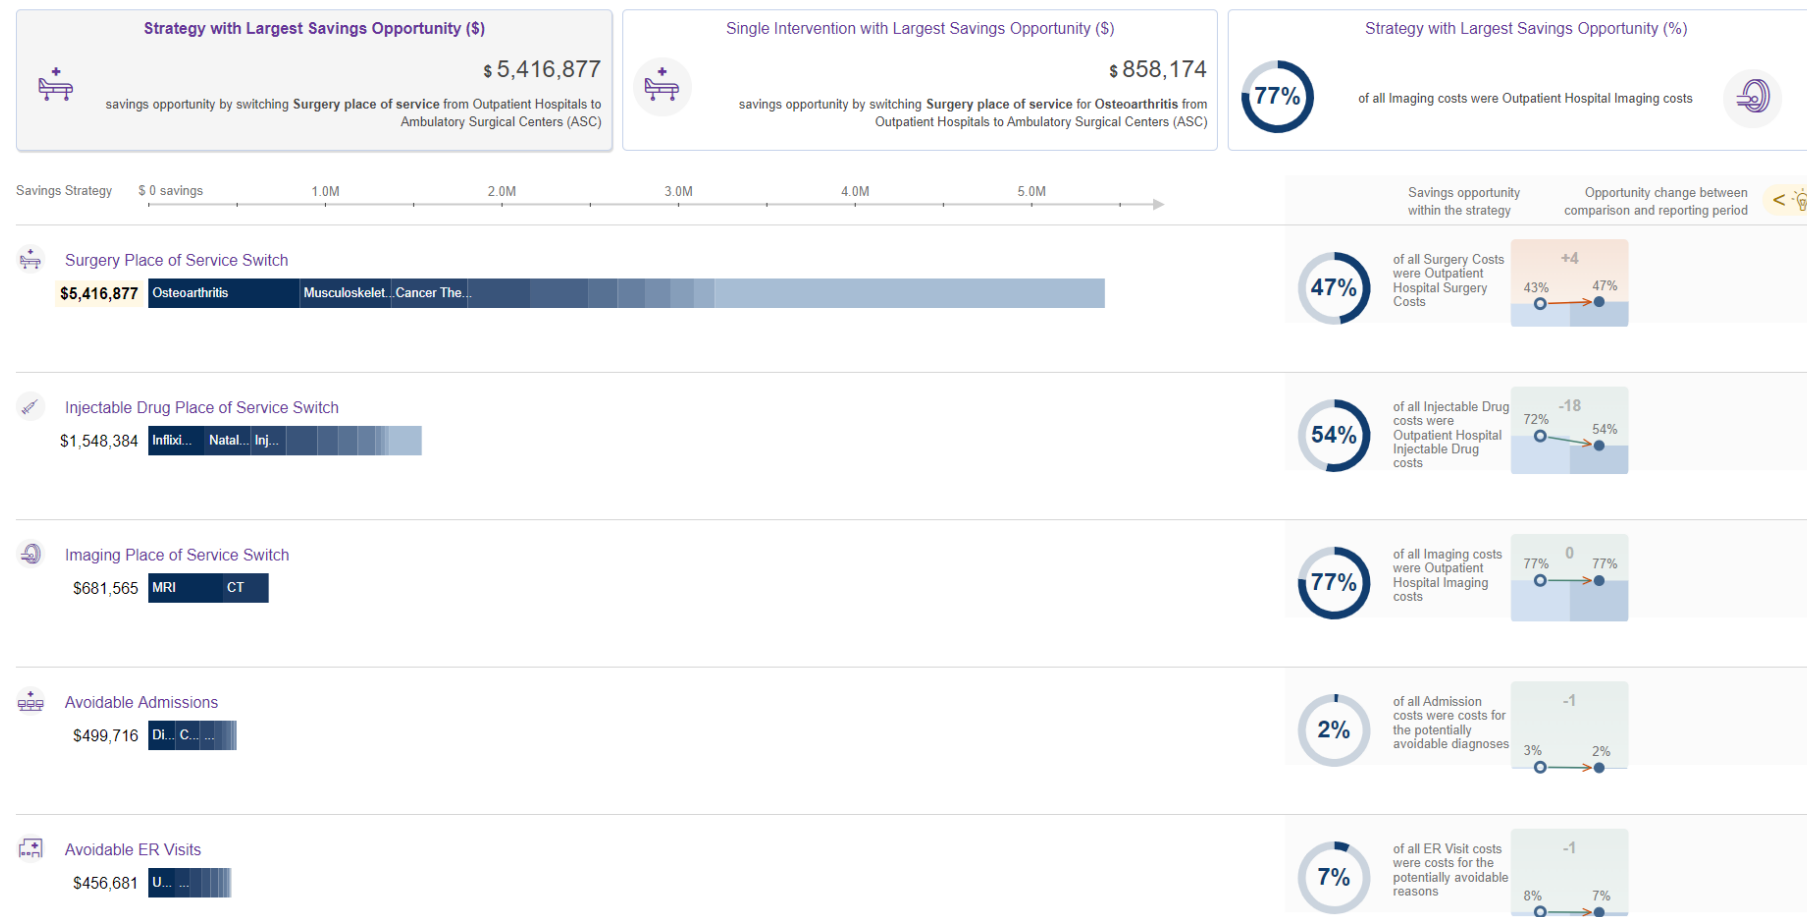 Strategy with Largest Savings Opportunity ($)
$ 5,416,877
savings opportunity by switching Surgery place of service from Outpatient Hospitals to
Ambulatory Surgical Centers (ASC)
Single Intervention with Largest Savings Opportunity ($)
$ 858,174
savings opportunity by switching Surgery place of service for Osteoarthritis from
Outpatient Hospitals to Ambulatory Surgical Centers (ASC)
Strategy with Largest Savings Opportunity (%)
77%
of all Imaging costs were Outpatient Hospital Imaging costs
Savings Strategy
$ 0 savings
1.0M
2.0M
3.0M
4.0M
5.0M
Savings opportunity
within the strategy
Opportunity change between
comparison and reporting period
<
Surgery Place of Service Switch
$5,416,877
Osteoarthritis
Musculoskelet...
Cancer The...
47%
of all Surgery Costs
were Outpatient
Hospital Surgery
Costs
+4
43%
47%
Injectable Drug Place of Service Switch
$1,548,384
Inflixi...
Natal...
Inj...
54%
of all Injectable Drug
costs were
Outpatient Hospital
Injectable Drug
costs
-18
72%
54%
Imaging Place of Service Switch
$681,565
MRI
CT
77%
of all Imaging costs
were Outpatient
Hospital Imaging
costs
0
77%
77%
Avoidable Admissions
$499,716
Di...
C...
...
2%
of all Admission
costs were costs for
the potentially
avoidable diagnoses
-1
3%
2%
Avoidable ER Visits
$456,681
U...
...
7%
of all ER Visit costs
were costs for the
potentially avoidable
reasons
-1
8%
7%